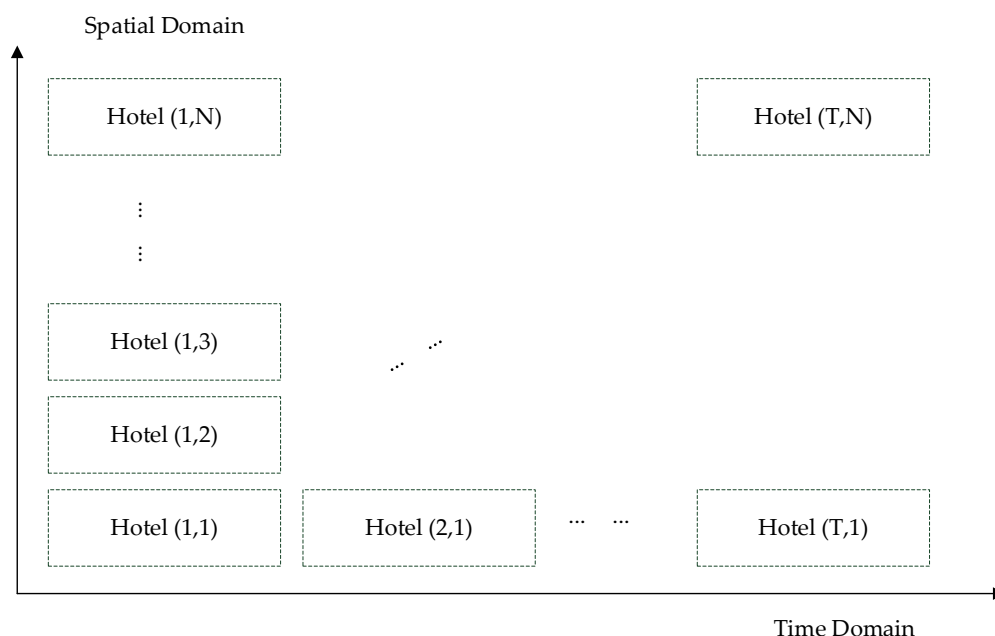 Spatial Domain
Hotel (1,N)
Hotel (T,N)
⋮
⋮
Hotel (1,3)
...
...
Hotel (1,2)
Hotel (1,1)
Hotel (2,1)
... ...
Hotel (T,1)
Time Domain